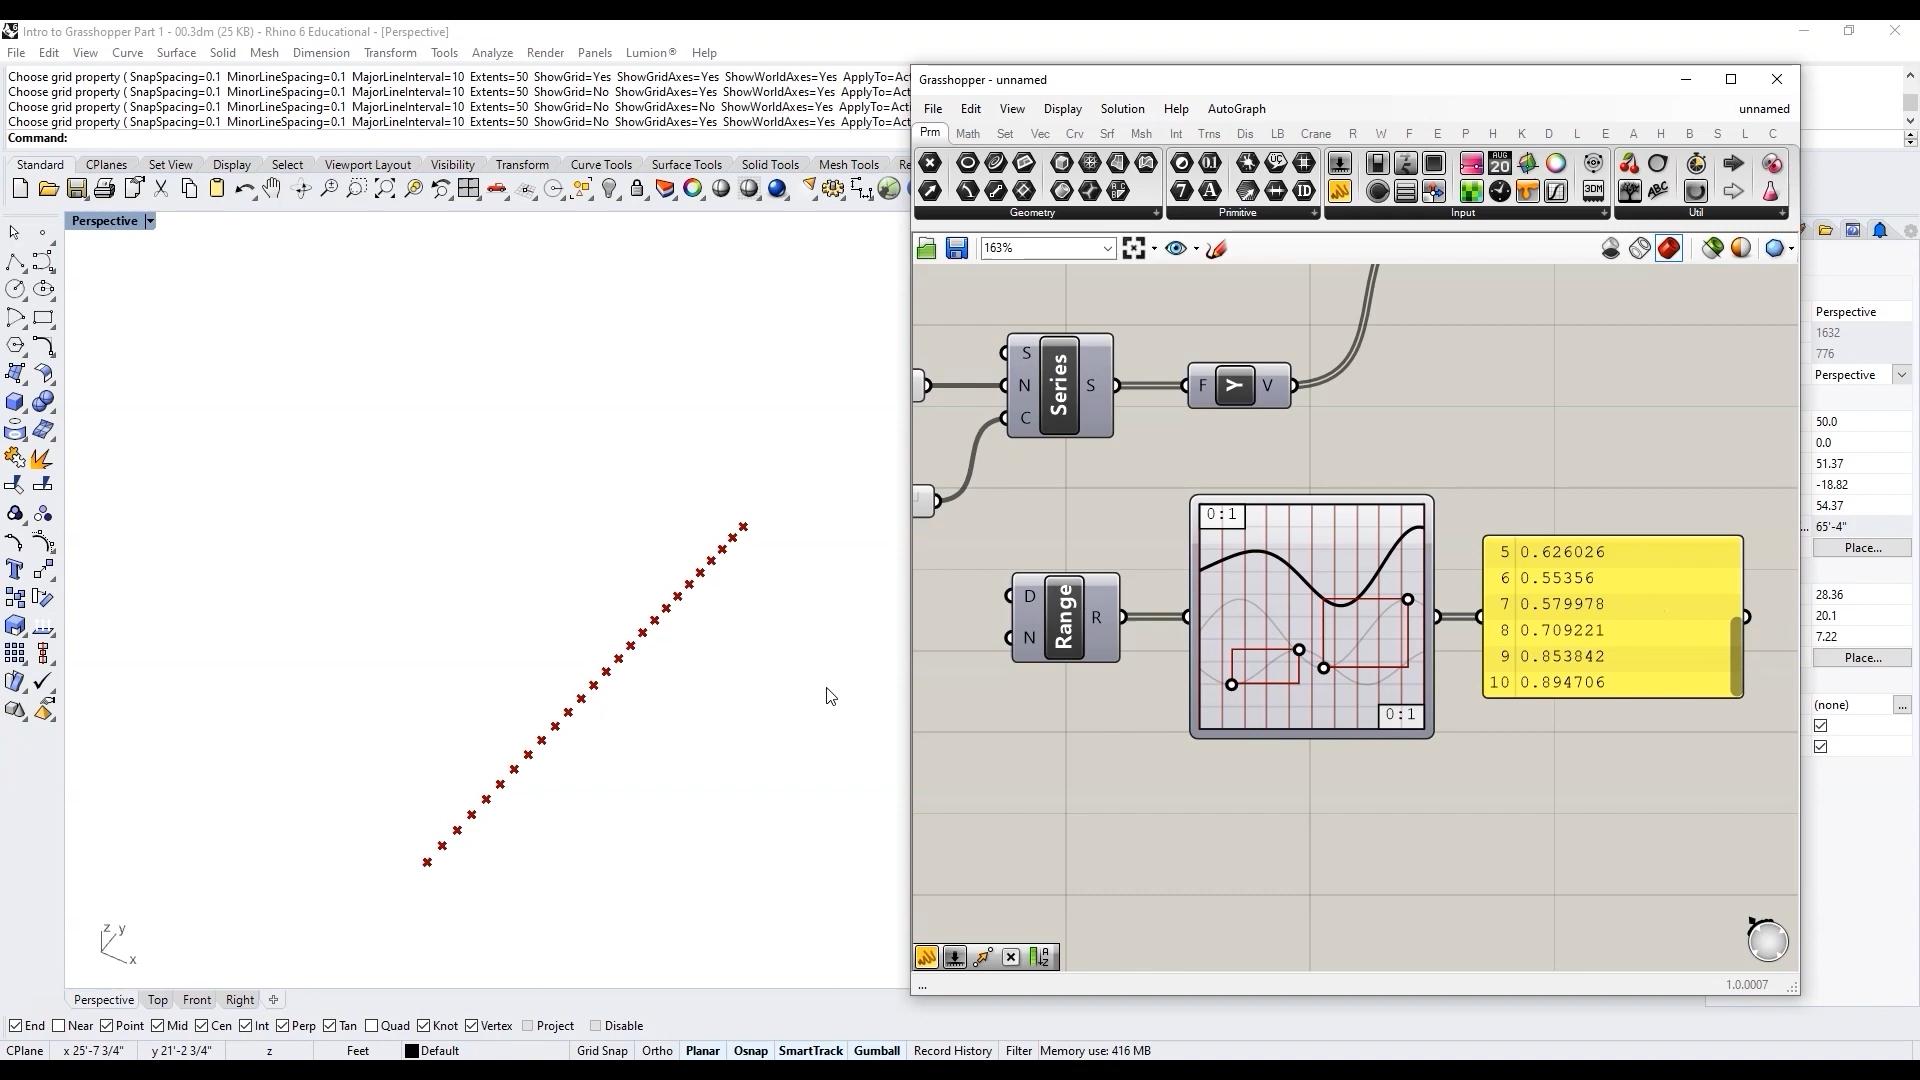 Intro to Grasshopper Part 1 - 00.3dm (25 KB) - Rhino 6 Educational - [Perspective]
File Edit View Curve Surface Solid Mesh Dimension Transform Tools Analyze Render Panels Lumion® Help
Choose grid property ( SnapSpacing=0.1 MinorLineSpacing=0.1 MajorLineInterval=10 Extents=50 ShowGrid=Yes ShowGridAxes=Yes ShowWorldAxes=Yes ApplyTo=Act
Choose grid property ( SnapSpacing=0.1 MinorLineSpacing=0.1 MajorLineInterval=10 Extents=50 ShowGrid=No ShowGridAxes=Yes ShowWorldAxes=Yes ApplyTo=Acti
Choose grid property ( SnapSpacing=0.1 MinorLineSpacing=0.1 MajorLineInterval=10 Extents=50 ShowGrid=No ShowGridAxes=No ShowWorldAxes=Yes ApplyTo=Activ
Choose grid property ( SnapSpacing=0.1 MinorLineSpacing=0.1 MajorLineInterval=10 Extents=50 ShowGrid=No ShowGridAxes=Yes ShowWorldAxes=Yes ApplyTo=Acti
Command:
Standard CPlanes Set View Display Select Viewport Layout Visibility Transform Curve Tools Surface Tools Solid Tools Mesh Tools Re
Perspective
Grasshopper - unnamed
File Edit View Display Solution Help AutoGraph unnamed
Prm Math Set Vec Crv Srf Msh Int Trns Dis LB Crane R W F E P H K D L E A H B S L C
Geometry Primitive Input Util
163%
S
N
C
Series
S
F Y V
D
N
Range
R
0:1
0:1
5 0.626026
6 0.55356
7 0.579978
8 0.709221
9 0.853842
10 0.894706
... 1.0.0007
Perspective
1632
776
Perspective
50.0
0.0
51.37
-18.82
54.37
65'-4"
Place...
28.36
20.1
7.22
Place...
(none) ...
z y
x
Perspective Top Front Right
End Near Point Mid Cen Int Perp Tan Quad Knot Vertex Project Disable
CPlane x 25'-7 3/4" y 21'-2 3/4" z Feet Default Grid Snap Ortho Planar Osnap SmartTrack Gumball Record History Filter Memory use: 416 MB